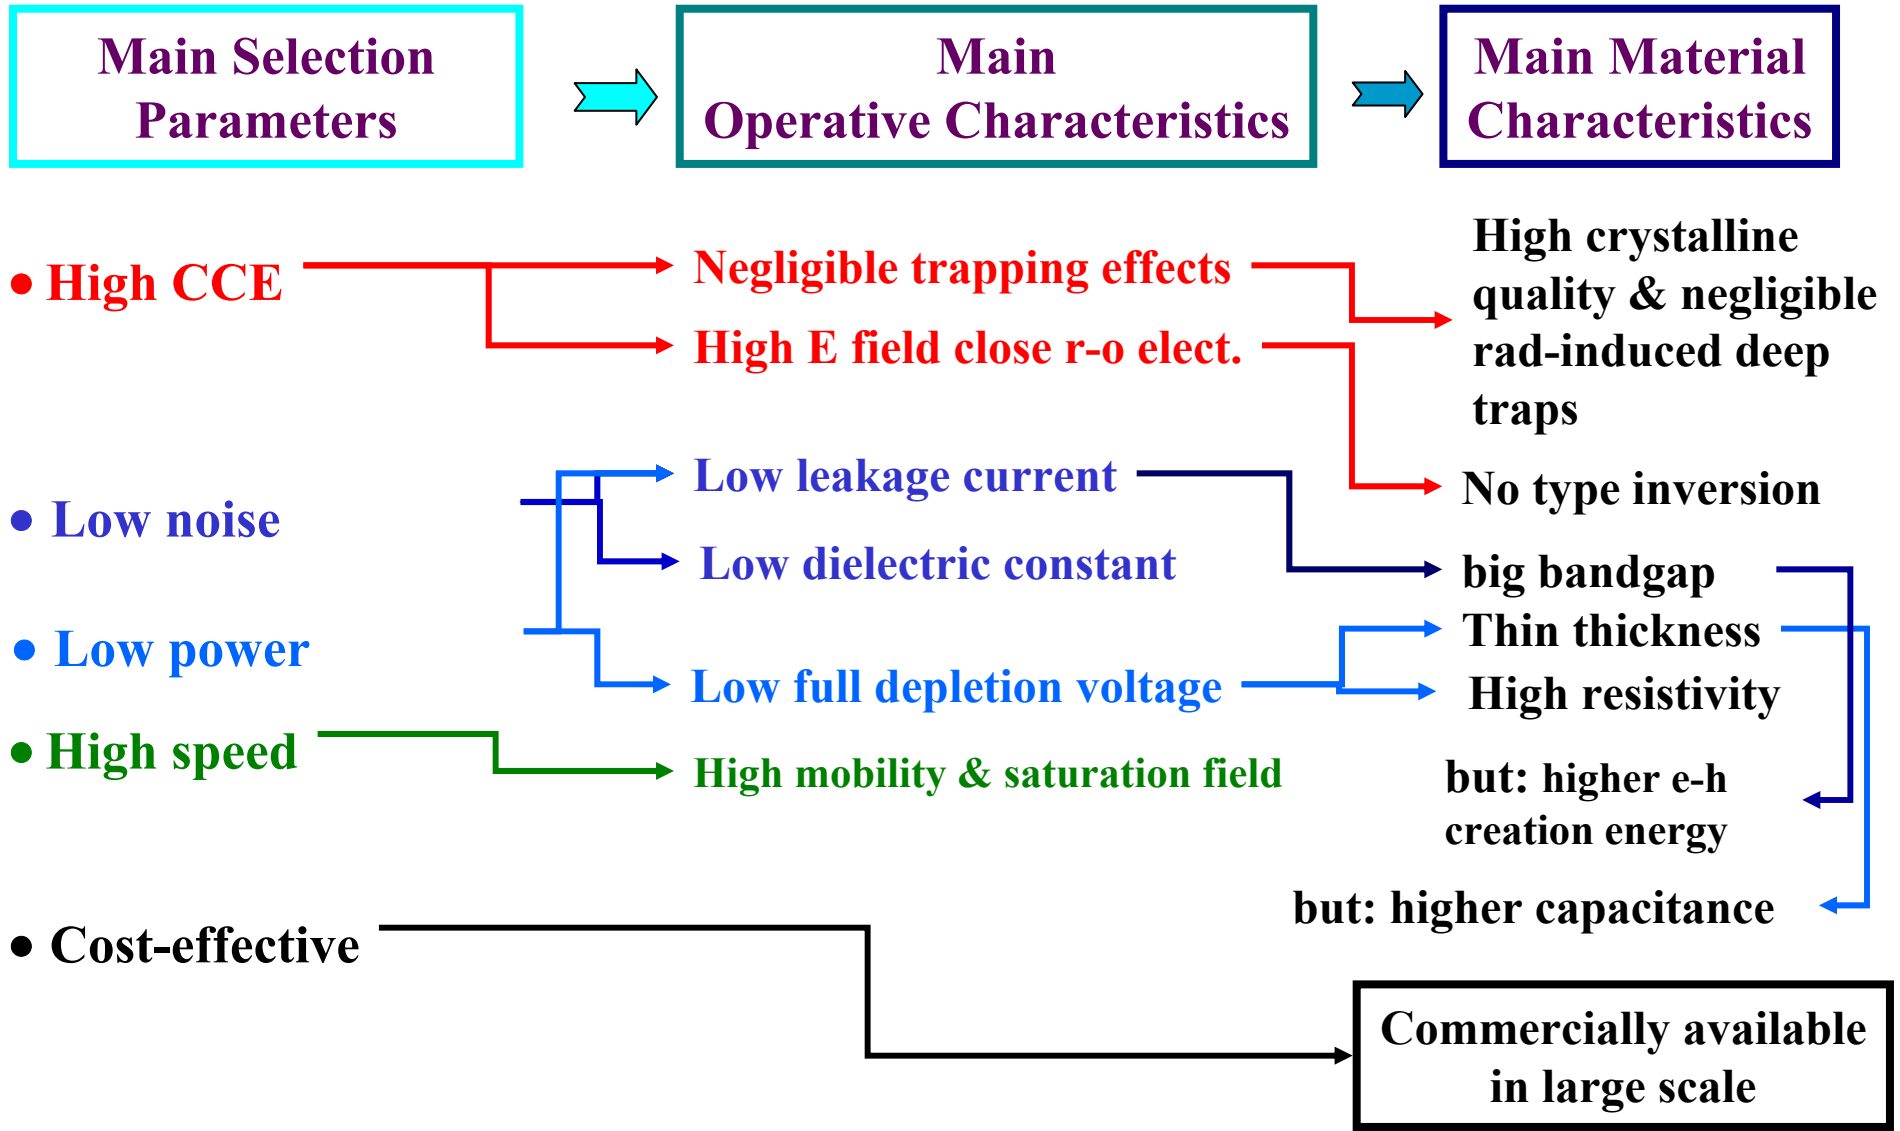 Main Selection
Parameters
Main
Operative Characteristics
Main Material
Characteristics
• High CCE
Negligible trapping effects
High E field close r-o elect.
High crystalline
quality & negligible
rad-induced deep
traps
No type inversion
• Low noise
Low leakage current
Low dielectric constant
big bandgap
• Low power
Low full depletion voltage
Thin thickness
High resistivity
• High speed
High mobility & saturation field
but: higher e-h
creation energy
but: higher capacitance
• Cost-effective
Commercially available
in large scale